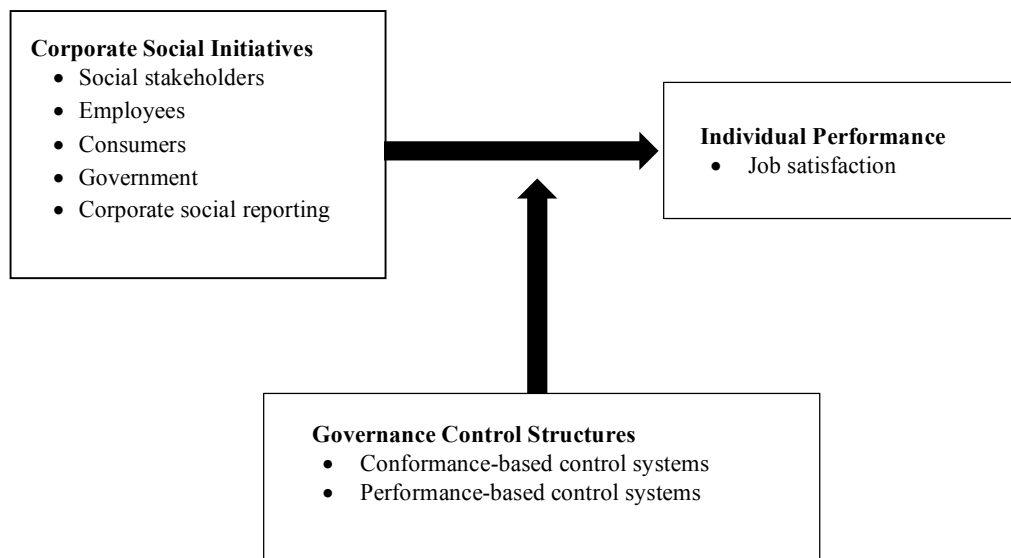 Corporate Social Initiatives
• Social stakeholders
• Employees
• Consumers
• Government
• Corporate social reporting
Individual Performance
• Job satisfaction
Governance Control Structures
• Conformance-based control systems
• Performance-based control systems